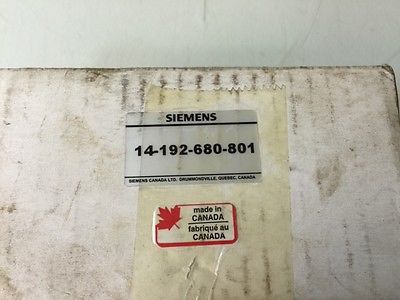 SIEMENS
14-192-680-801
SIEMENS CANADA LTD. DRUMMONDVILLE, QUEBEC, CANADA
made in
CANADA
fabriqué au
CANADA